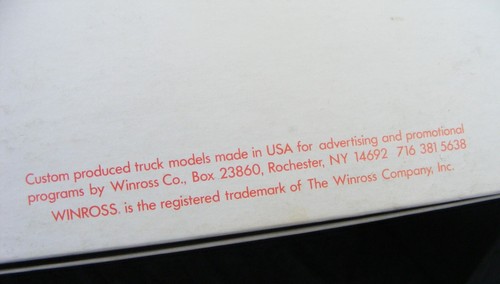 Custom produced truck models made in USA for advertising and promotional
programs by Winross Co., Box 23860, Rochester, NY 14692 716 381 5638
WINROSS. is the registered trademark of The Winross Company, Inc.